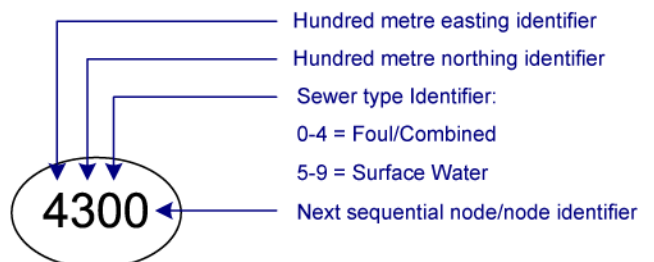 Hundred metre easting identifier
Hundred metre northing identifier
Sewer type Identifier:
0-4 = Foul/Combined
5-9 = Surface Water
4300
Next sequential node/node identifier